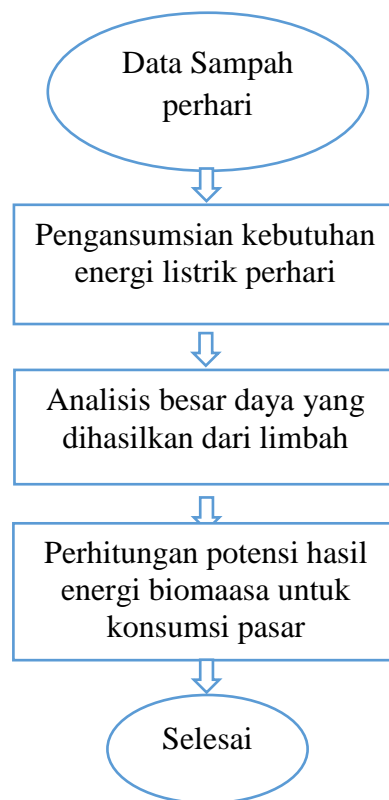 Data Sampah
perhari
Pengansumsian kebutuhan
energi listrik perhari
Analisis besar daya yang
dihasilkan dari limbah
Perhitungan potensi hasil
energi biomaasa untuk
konsumsi pasar
Selesai